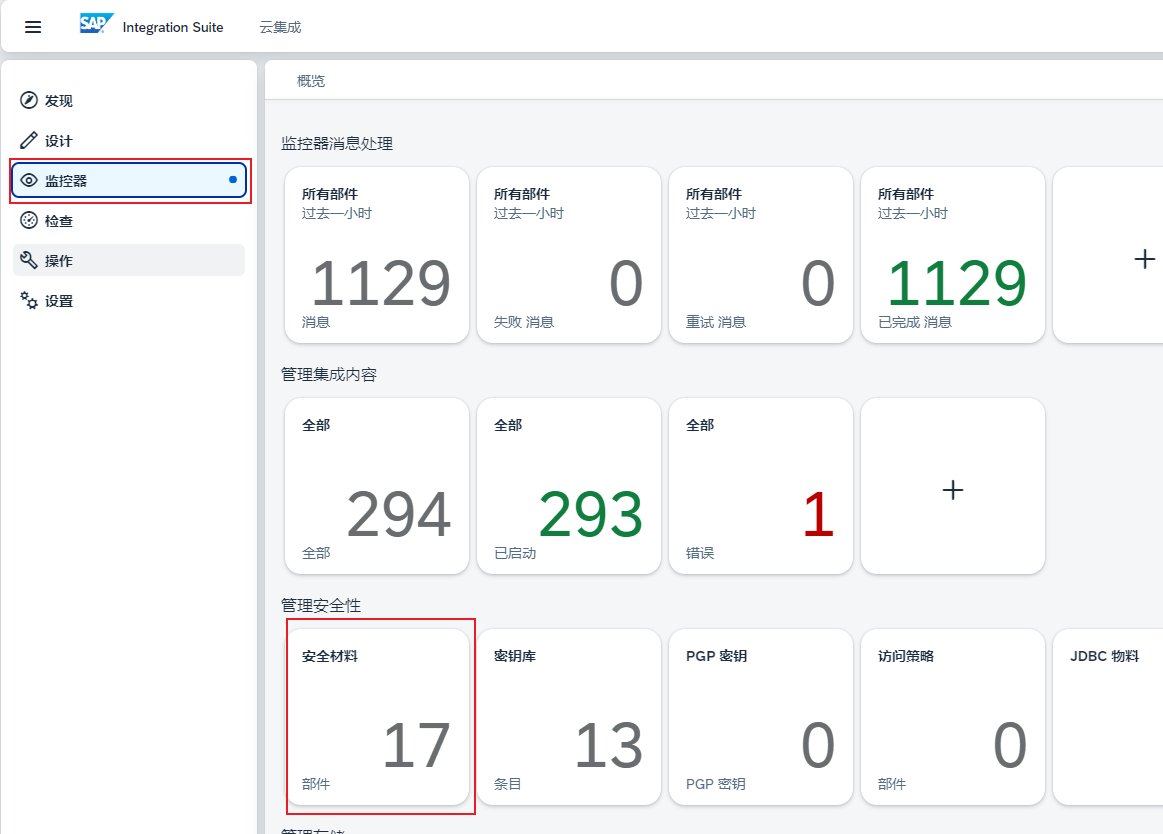 SAP Integration Suite 云集成
发现
设计
监控器
检查
操作
设置
概览
监控器消息处理
所有部件
过去一小时
1129
消息
所有部件
过去一小时
0
失败 消息
所有部件
过去一小时
0
重试 消息
所有部件
过去一小时
1129
已完成 消息
管理集成内容
全部
294
全部
全部
293
已启动
全部
1
错误
管理安全性
安全材料
17
部件
密钥库
13
条目
PGP 密钥
0
PGP 密钥
访问策略
0
部件
JDBC 物料
管理存储